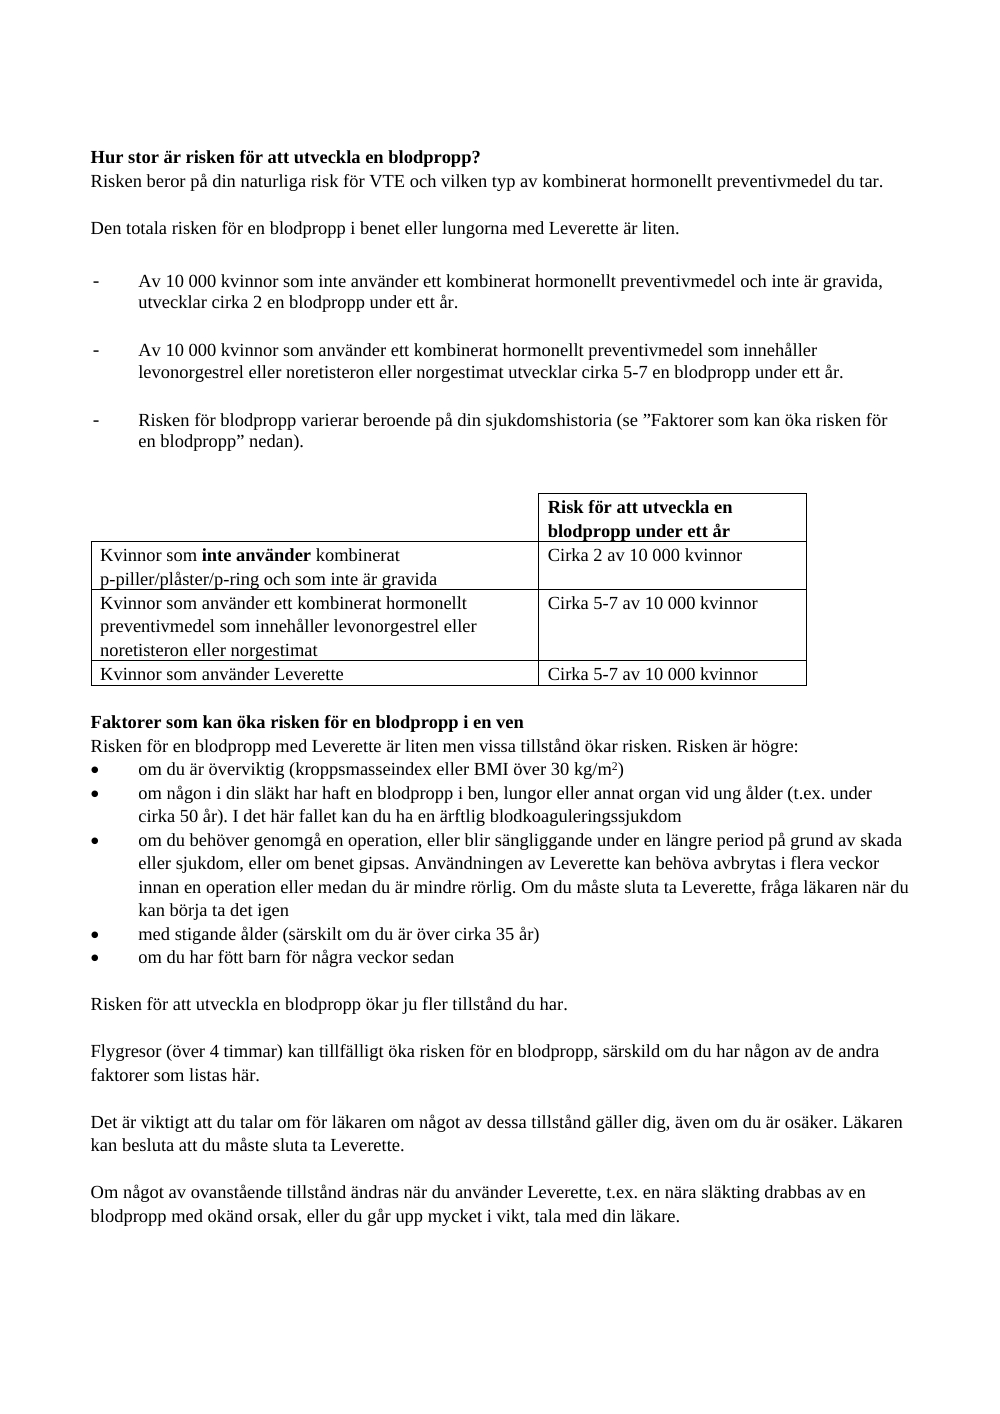 Hur stor är risken för att utveckla en blodpropp?
Risken beror på din naturliga risk för VTE och vilken typ av kombinerat hormonellt preventivmedel du tar.
Den totala risken för en blodpropp i benet eller lungorna med Leverette är liten.
- Av 10 000 kvinnor som inte använder ett kombinerat hormonellt preventivmedel och inte är gravida,
utvecklar cirka 2 en blodpropp under ett år.
- Av 10 000 kvinnor som använder ett kombinerat hormonellt preventivmedel som innehåller
levonorgestrel eller noretisteron eller norgestimat utvecklar cirka 5-7 en blodpropp under ett år.
- Risken för blodpropp varierar beroende på din sjukdomshistoria (se ”Faktorer som kan öka risken för
en blodpropp” nedan).
Risk för att utveckla en
blodpropp under ett år
Kvinnor som inte använder kombinerat
p-piller/plåster/p-ring och som inte är gravida
Cirka 2 av 10 000 kvinnor
Kvinnor som använder ett kombinerat hormonellt
preventivmedel som innehåller levonorgestrel eller
noretisteron eller norgestimat
Cirka 5-7 av 10 000 kvinnor
Kvinnor som använder Leverette
Cirka 5-7 av 10 000 kvinnor
Faktorer som kan öka risken för en blodpropp i en ven
Risken för en blodpropp med Leverette är liten men vissa tillstånd ökar risken. Risken är högre:
• om du är överviktig (kroppsmasseindex eller BMI över 30 kg/m²)
• om någon i din släkt har haft en blodpropp i ben, lungor eller annat organ vid ung ålder (t.ex. under
cirka 50 år). I det här fallet kan du ha en ärftlig blodkoaguleringssjukdom
• om du behöver genomgå en operation, eller blir sängliggande under en längre period på grund av skada
eller sjukdom, eller om benet gipsas. Användningen av Leverette kan behöva avbrytas i flera veckor
innan en operation eller medan du är mindre rörlig. Om du måste sluta ta Leverette, fråga läkaren när du
kan börja ta det igen
• med stigande ålder (särskilt om du är över cirka 35 år)
• om du har fött barn för några veckor sedan
Risken för att utveckla en blodpropp ökar ju fler tillstånd du har.
Flygresor (över 4 timmar) kan tillfälligt öka risken för en blodpropp, särskild om du har någon av de andra
faktorer som listas här.
Det är viktigt att du talar om för läkaren om något av dessa tillstånd gäller dig, även om du är osäker. Läkaren
kan besluta att du måste sluta ta Leverette.
Om något av ovanstående tillstånd ändras när du använder Leverette, t.ex. en nära släkting drabbas av en
blodpropp med okänd orsak, eller du går upp mycket i vikt, tala med din läkare.